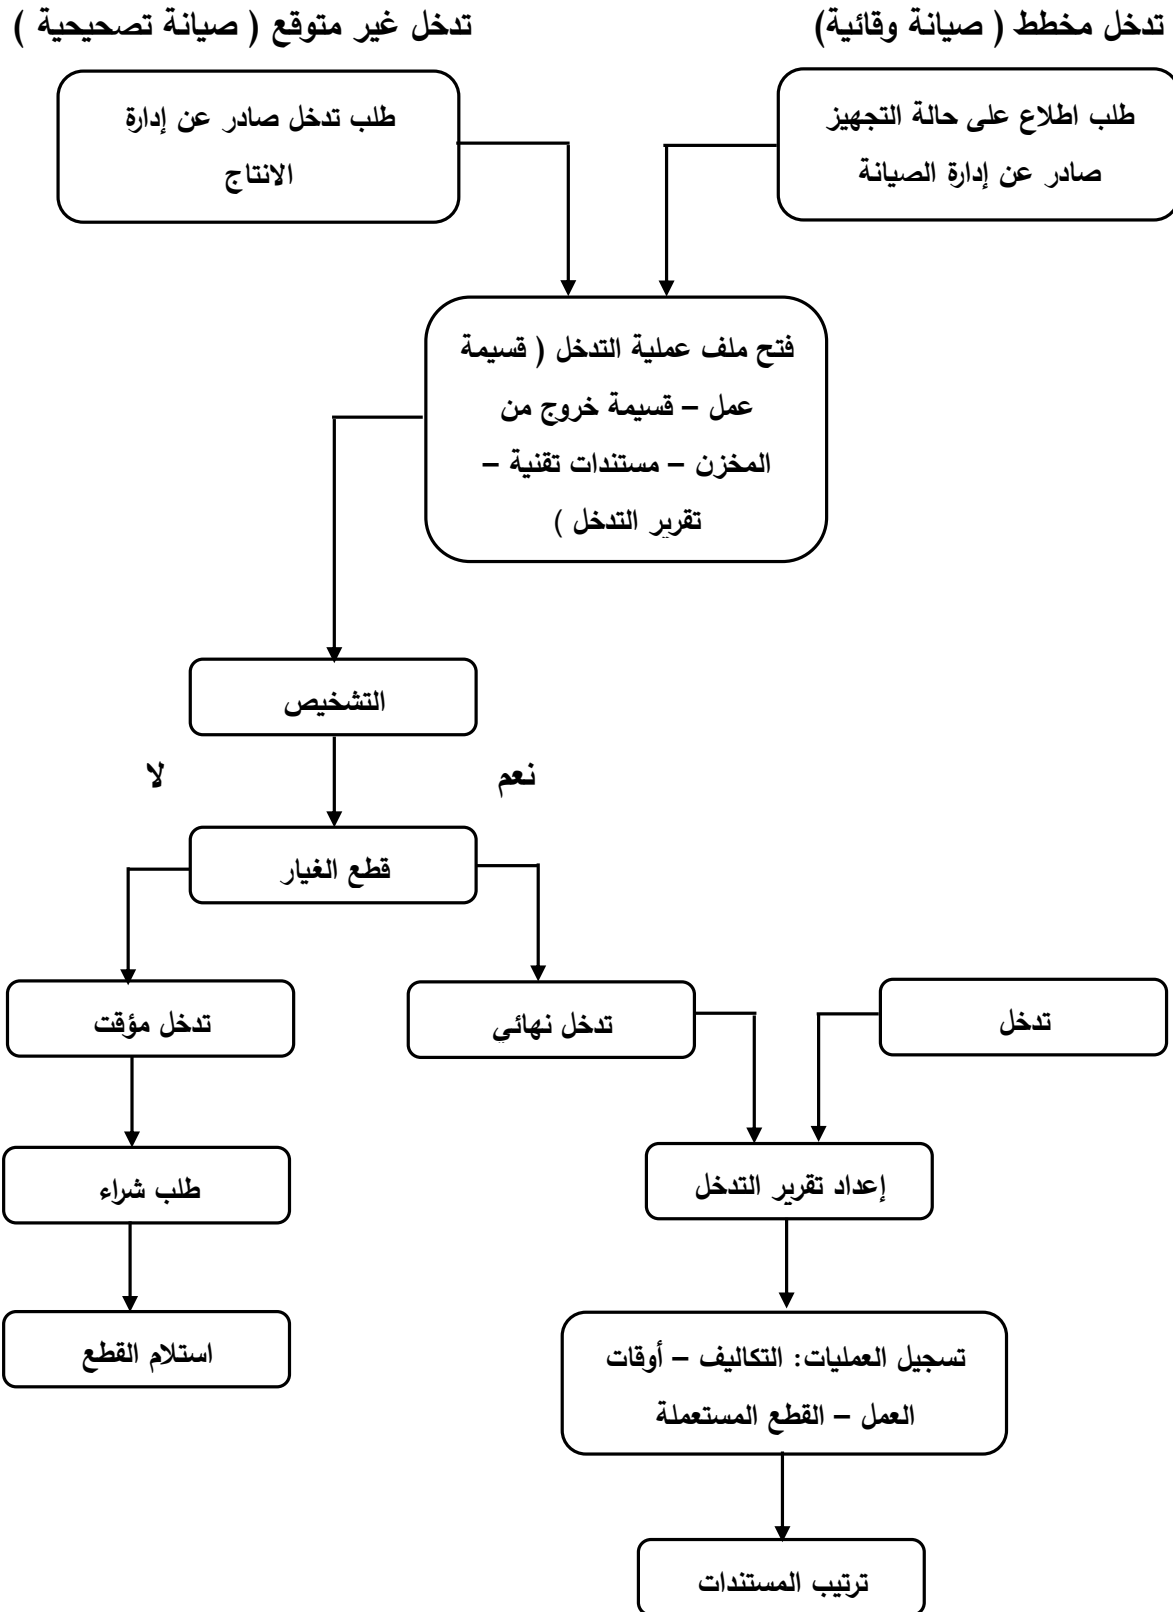 تدخل مخطط ( صيانة وقائية)
تدخل غير متوقع ( صيانة تصحيحية )
طلب اطلاع على حالة التجهيز
صادر عن إدارة الصيانة
طلب تدخل صادر عن إدارة
الانتاج
فتح ملف عملية التدخل ( قسيمة
عمل – قسيمة خروج من
المخزن – مستندات تقنية –
تقرير التدخل )
التشخيص
نعم
لا
قطع الغيار
تدخل
تدخل نهائي
تدخل مؤقت
إعداد تقرير التدخل
طلب شراء
تسجيل العمليات: التكاليف – أوقات
العمل – القطع المستعملة
استلام القطع
ترتيب المستندات